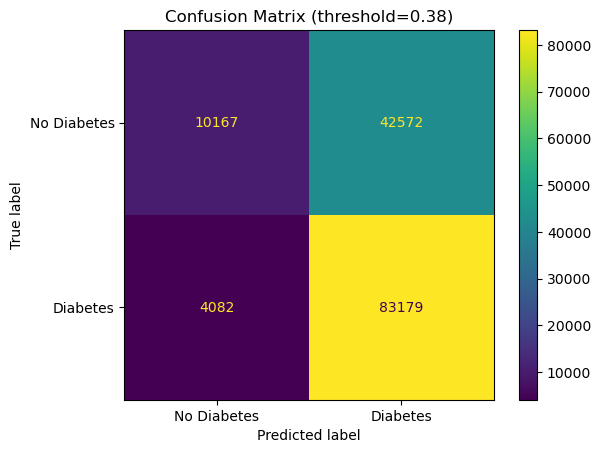 Confusion Matrix (threshold=0.38)
No Diabetes
10167
42572
Diabetes
4082
83179
True label
No Diabetes
Diabetes
Predicted label
80000
70000
60000
50000
40000
30000
20000
10000